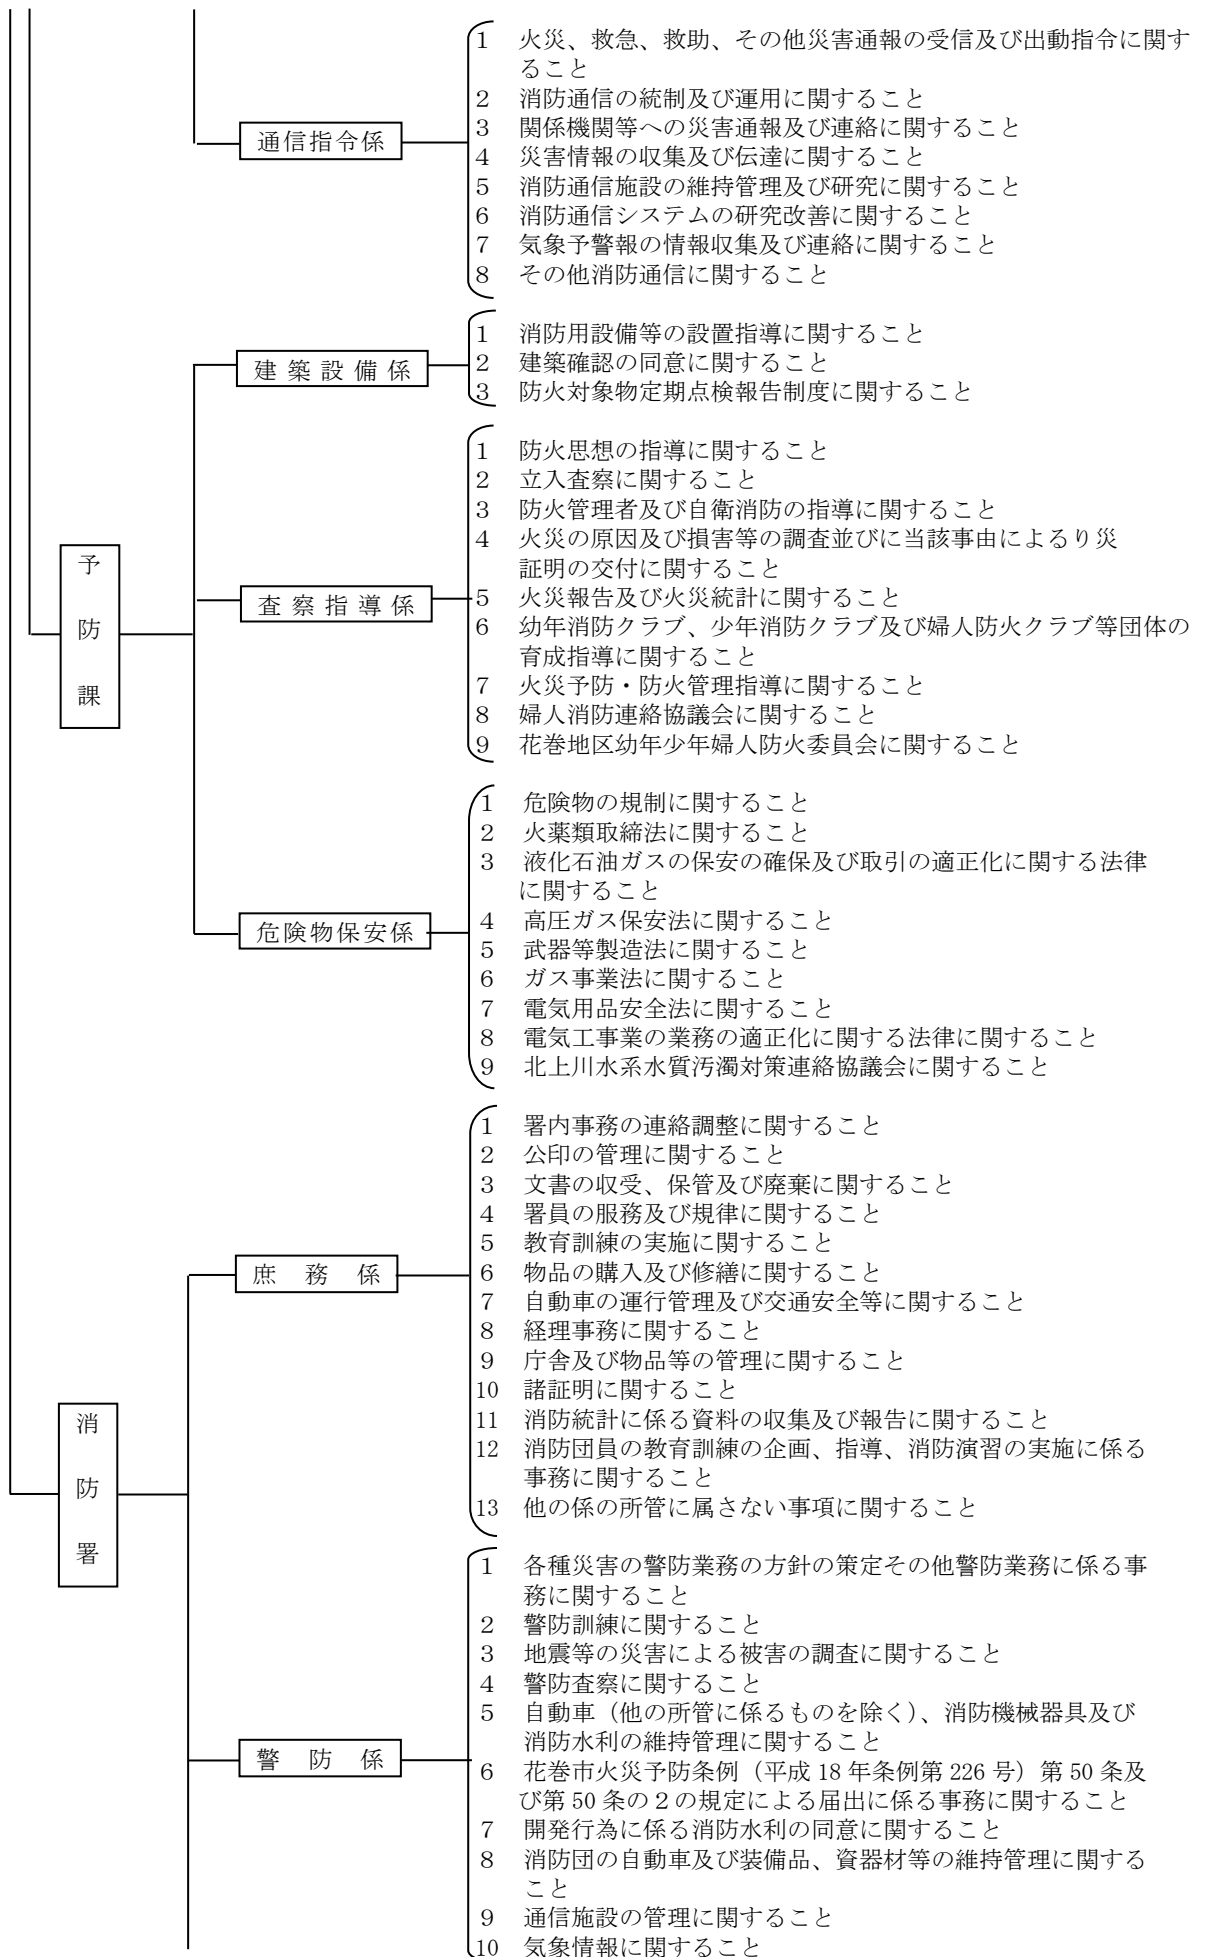 通信指令係
1 火災、救急、救助、その他災害通報の受信及び出動指令に関す
ること
2 消防通信の統制及び運用に関すること
3 関係機関等への災害通報及び連絡に関すること
4 災害情報の収集及び伝達に関すること
5 消防通信施設の維持管理及び研究に関すること
6 消防通信システムの研究改善に関すること
7 気象予警報の情報収集及び連絡に関すること
8 その他消防通信に関すること
予防課
建築設備係
1 消防用設備等の設置指導に関すること
2 建築確認の同意に関すること
3 防火対象物定期点検報告制度に関すること
査察指導係
1 防火思想の指導に関すること
2 立入査察に関すること
3 防火管理者及び自衛消防の指導に関すること
4 火災の原因及び損害等の調査並びに当該事由によるり災
証明の交付に関すること
5 火災報告及び火災統計に関すること
6 幼年消防クラブ、少年消防クラブ及び婦人防火クラブ等団体の
育成指導に関すること
7 火災予防・防火管理指導に関すること
8 婦人消防連絡協議会に関すること
9 花巻地区幼年少年婦人防火委員会に関すること
危険物保安係
1 危険物の規制に関すること
2 火薬類取締法に関すること
3 液化石油ガスの保安の確保及び取引の適正化に関する法律
に関すること
4 高圧ガス保安法に関すること
5 武器等製造法に関すること
6 ガス事業法に関すること
7 電気用品安全法に関すること
8 電気工事業の業務の適正化に関する法律に関すること
9 北上川水系水質汚濁対策連絡協議会に関すること
消防署
庶務係
1 署内事務の連絡調整に関すること
2 公印の管理に関すること
3 文書の収受、保管及び廃棄に関すること
4 署員の服務及び規律に関すること
5 教育訓練の実施に関すること
6 物品の購入及び修繕に関すること
7 自動車の運行管理及び交通安全等に関すること
8 経理事務に関すること
9 庁舎及び物品等の管理に関すること
10 諸証明に関すること
11 消防統計に係る資料の収集及び報告に関すること
12 消防団員の教育訓練の企画、指導、消防演習の実施に係る
事務に関すること
13 他の係の所管に属さない事項に関すること
警防係
1 各種災害の警防業務の方針の策定その他警防業務に係る事
務に関すること
2 警防訓練に関すること
3 地震等の災害による被害の調査に関すること
4 警防査察に関すること
5 自動車（他の所管に係るものを除く）、消防機械器具及び
消防水利の維持管理に関すること
6 花巻市火災予防条例（平成 18 年条例第 226 号）第 50 条及
び第 50 条の２の規定による届出に係る事務に関すること
7 開発行為に係る消防水利の同意に関すること
8 消防団の自動車及び装備品、資器材等の維持管理に関する
こと
9 通信施設の管理に関すること
10 気象情報に関すること